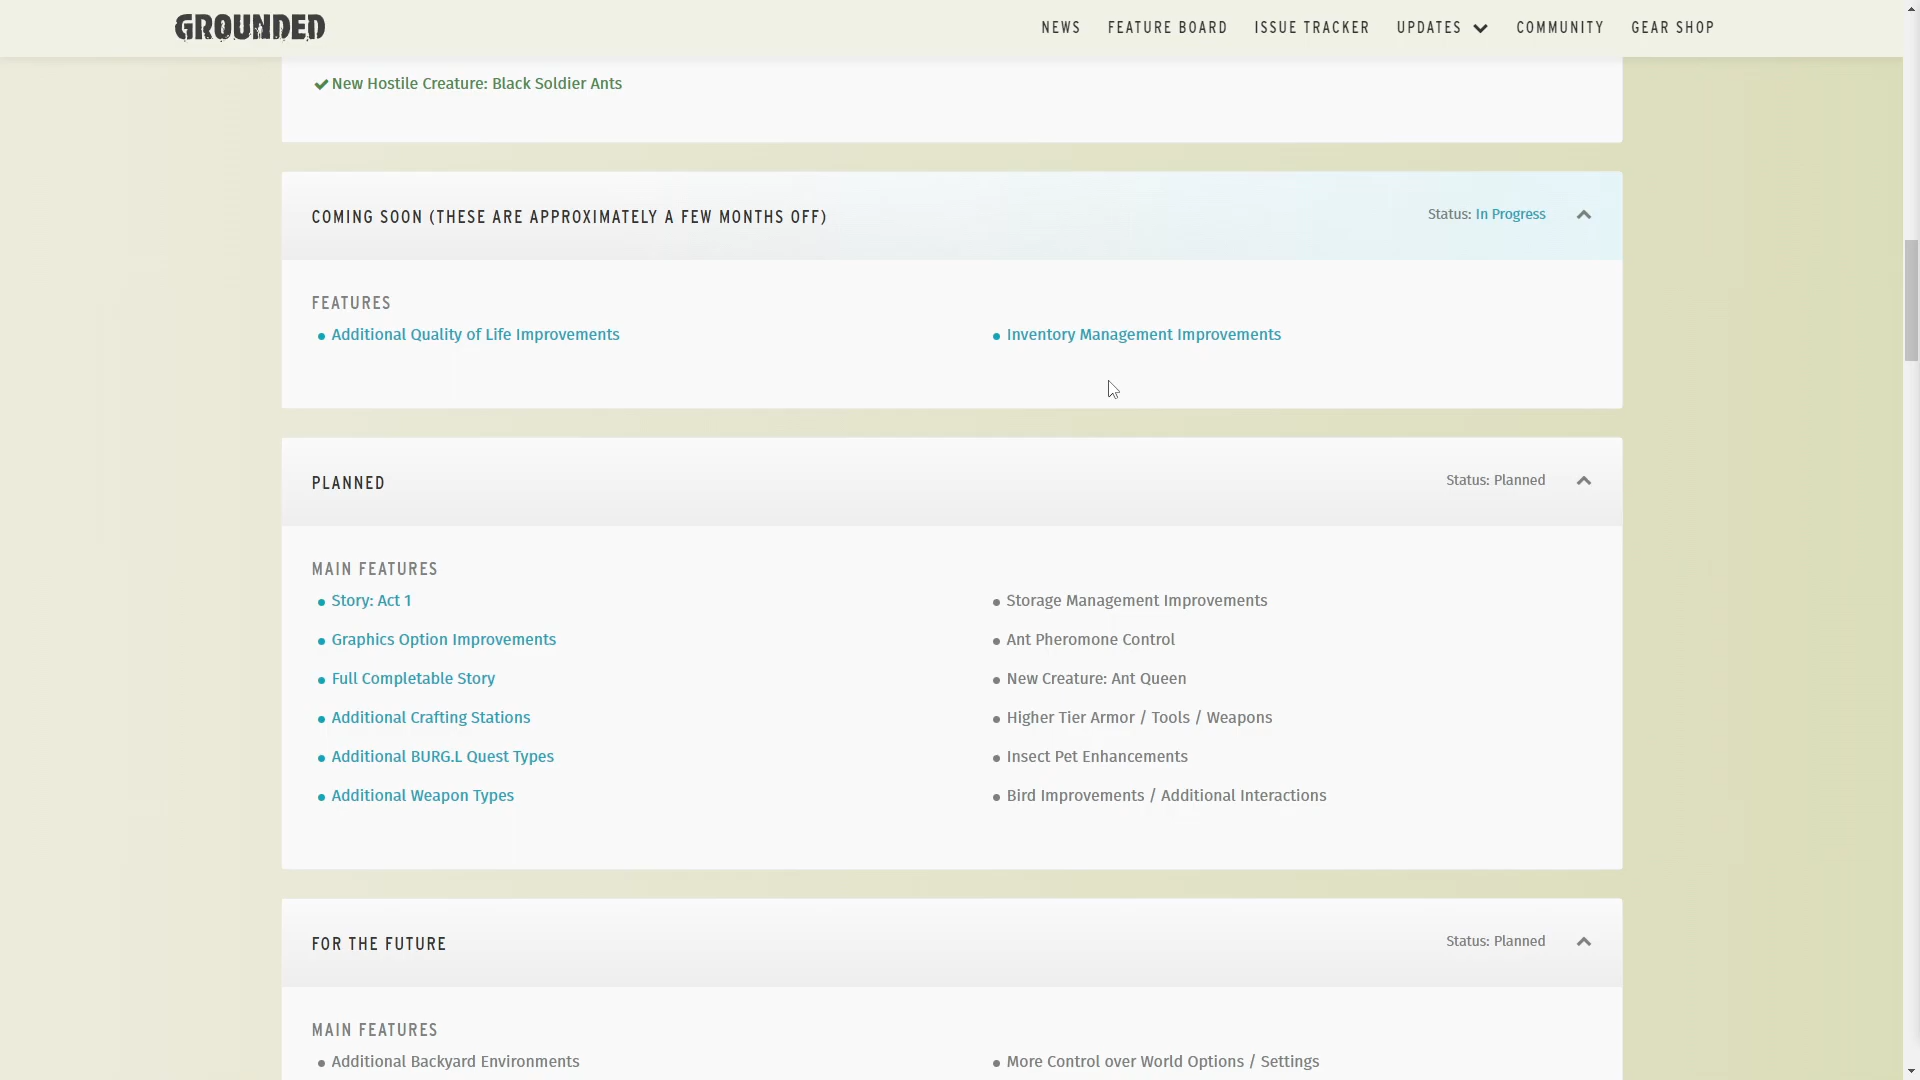 GROUNDED
NEWS FEATURE BOARD ISSUE TRACKER UPDATES COMMUNITY GEAR SHOP
New Hostile Creature: Black Soldier Ants
COMING SOON (THESE ARE APPROXIMATELY A FEW MONTHS OFF)
Status: In Progress
FEATURES
Additional Quality of Life Improvements
Inventory Management Improvements
PLANNED
Status: Planned
MAIN FEATURES
Story: Act 1
Graphics Option Improvements
Full Completable Story
Additional Crafting Stations
Additional BURG.L Quest Types
Additional Weapon Types
Storage Management Improvements
Ant Pheromone Control
New Creature: Ant Queen
Higher Tier Armor / Tools / Weapons
Insect Pet Enhancements
Bird Improvements / Additional Interactions
FOR THE FUTURE
Status: Planned
MAIN FEATURES
Additional Backyard Environments
More Control over World Options / Settings